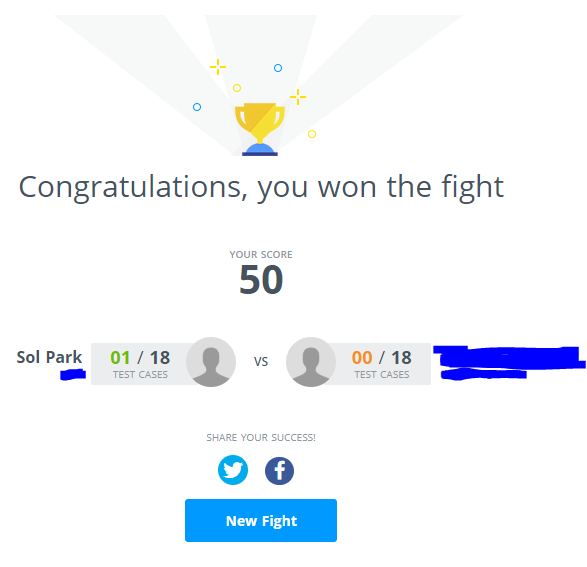 Congratulations, you won the fight
YOUR SCORE
50
Sol Park 01 / 18 vs 00 / 18
TEST CASES TEST CASES
SHARE YOUR SUCCESS!
New Fight